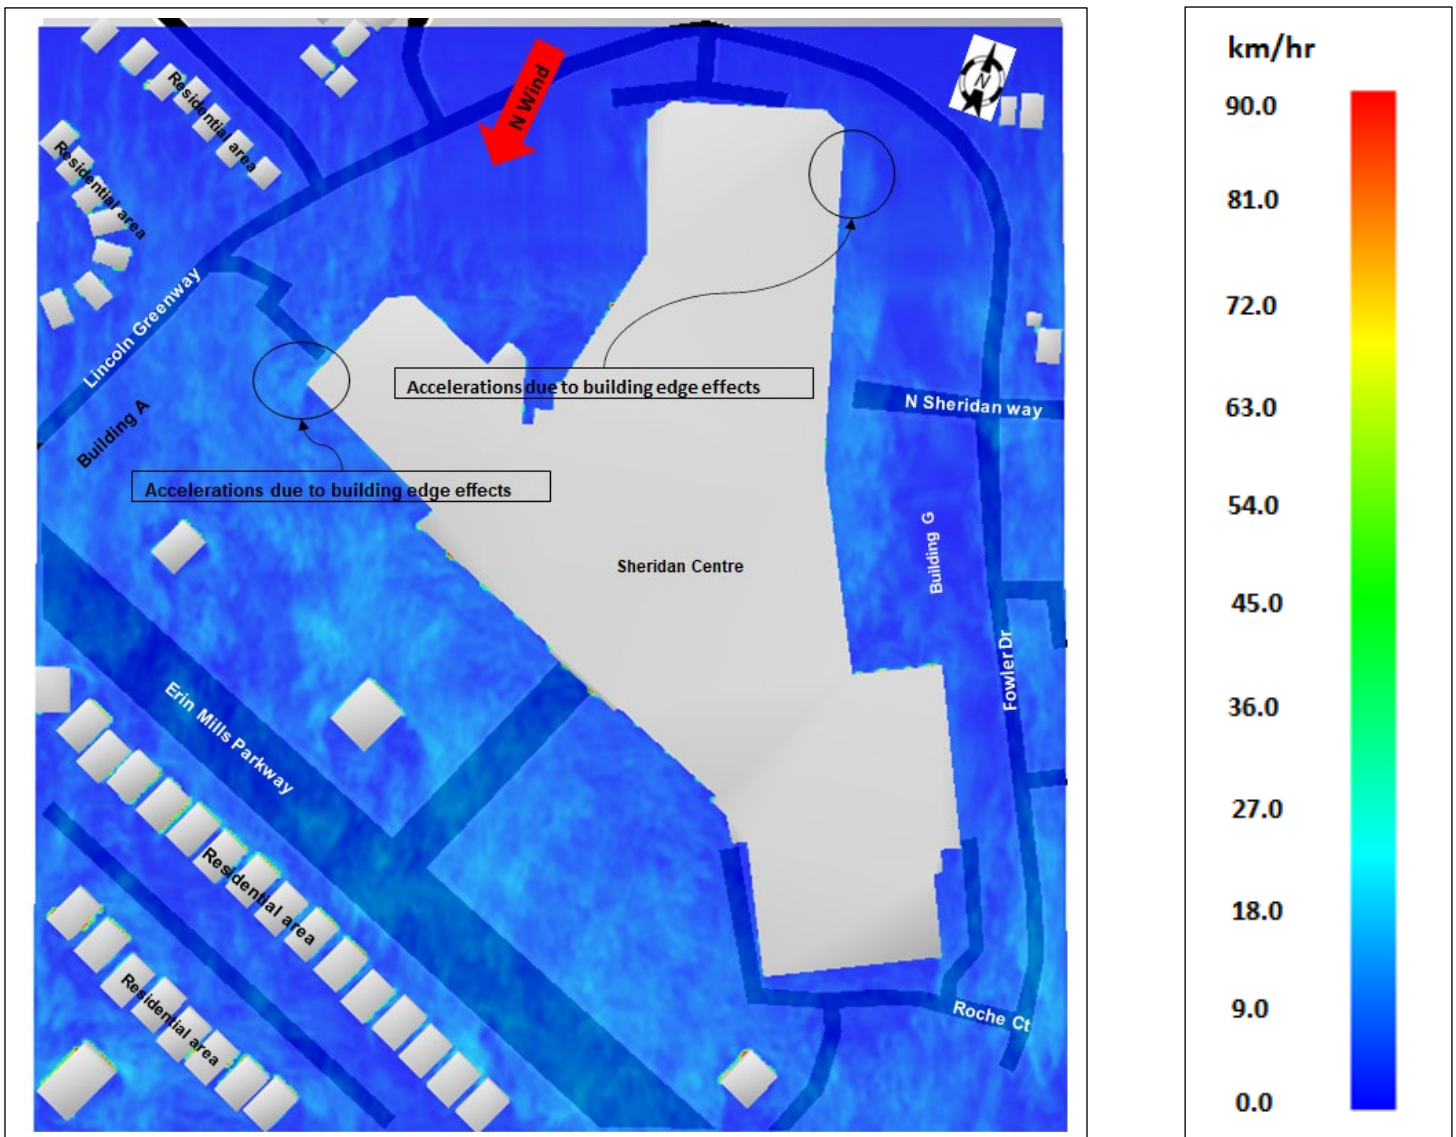 km/hr
90.0
81.0
72.0
63.0
54.0
45.0
36.0
27.0
18.0
9.0
0.0
N Wind
N
Residential area
Residential area
Lincoln Greenway
Building A
Accelerations due to building edge effects
N Sheridan way
Accelerations due to building edge effects
Sheridan Centre
Building G
Fowler Dr
Erin Mills Parkway
Residential area
Residential area
Roche Ct